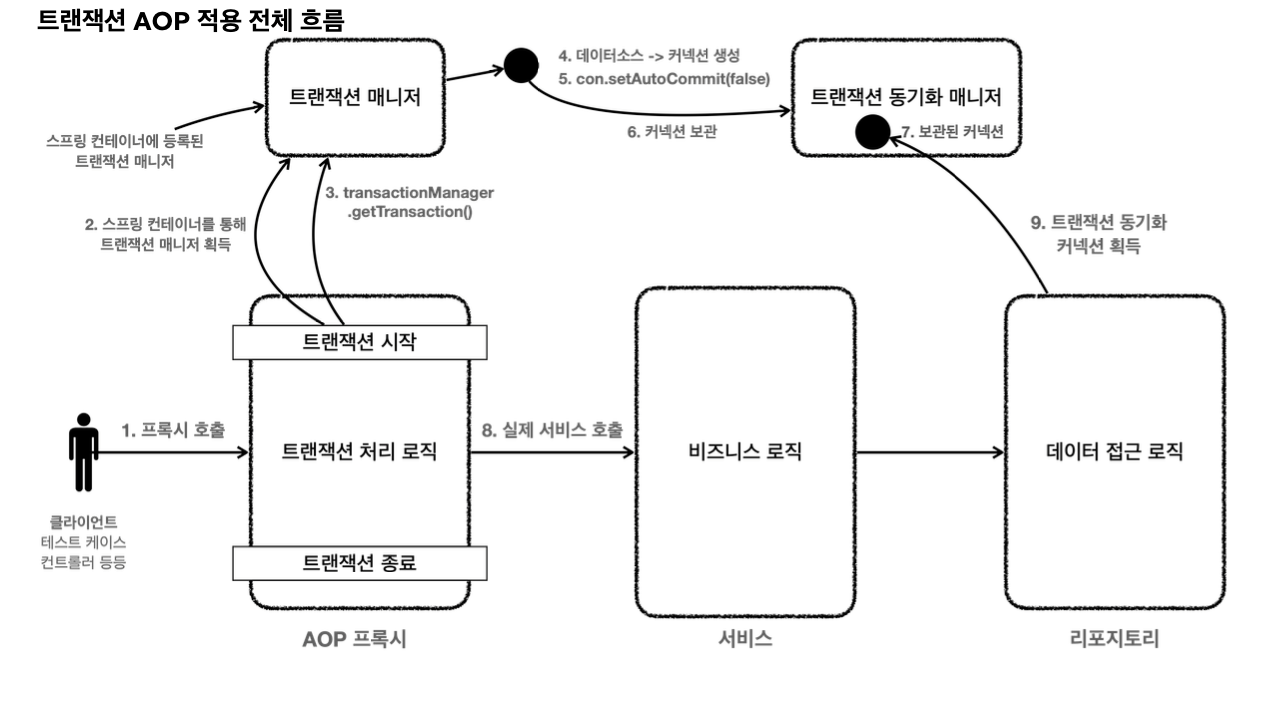 트랜잭션 AOP 적용 전체 흐름
트랜잭션 매니저
4. 데이터소스 -> 커넥션 생성
5. con.setAutoCommit(false)
트랜잭션 동기화 매니저
6. 커넥션 보관
7. 보관된 커넥션
스프링 컨테이너에 등록된
트랜잭션 매니저
3. transactionManager
.getTransaction()
2. 스프링 컨테이너를 통해
트랜잭션 매니저 획득
9. 트랜잭션 동기화
커넥션 획득
트랜잭션 시작
1. 프록시 호출
트랜잭션 처리 로직
8. 실제 서비스 호출
비즈니스 로직
데이터 접근 로직
클라이언트
테스트 케이스
컨트롤러 등등
트랜잭션 종료
AOP 프록시
서비스
리포지토리